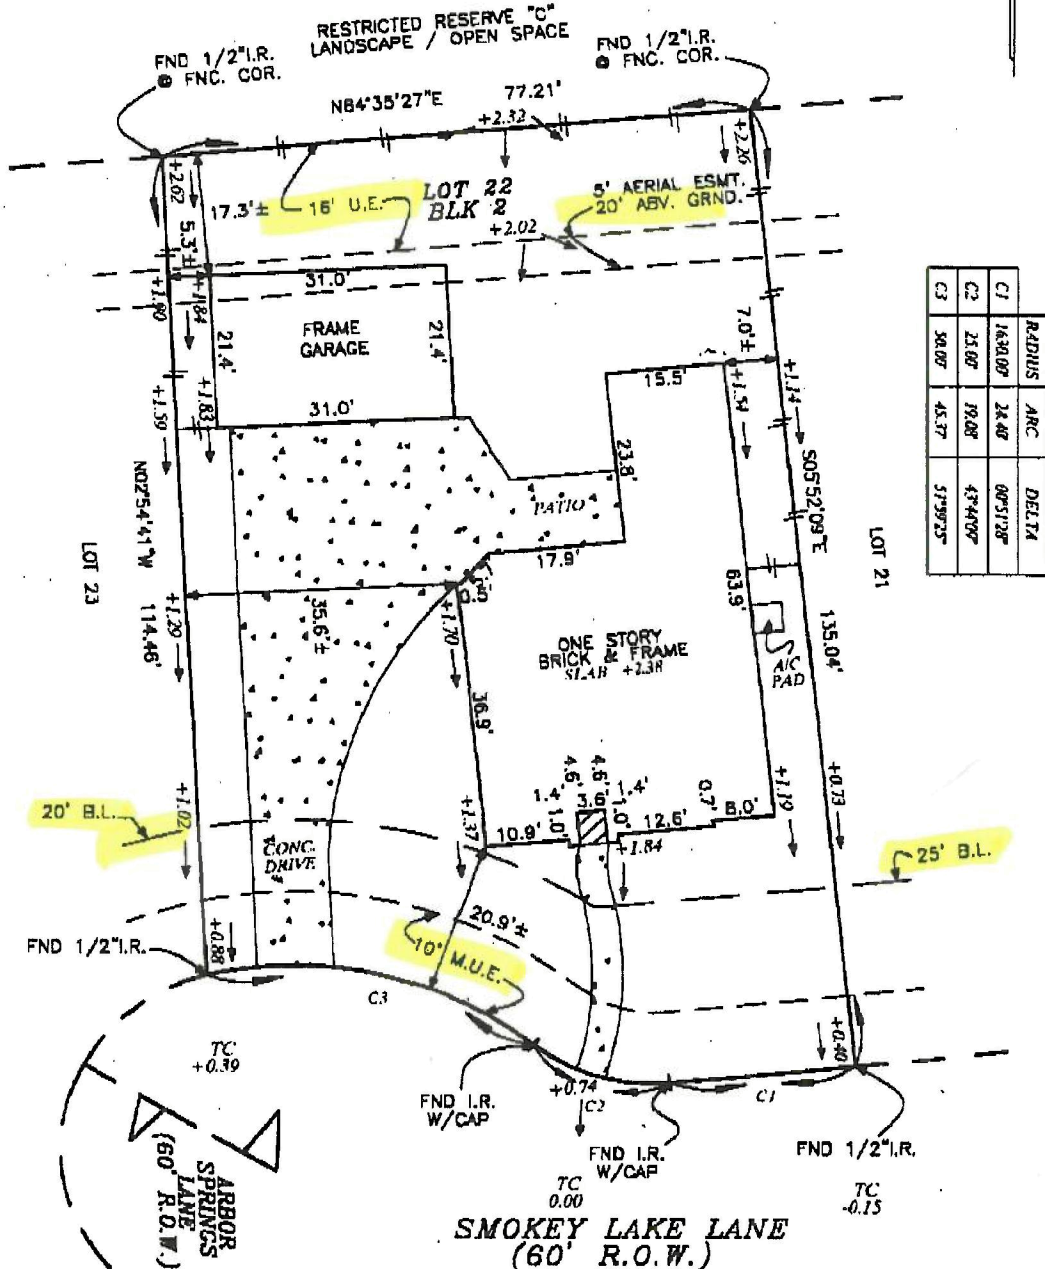 RESTRICTED RESERVE "C"
LANDSCAPE / OPEN SPACE
FND 1/2"I.R.
@ FNC. COR.
FND 1/2"I.R.
@ FNC. COR.
N84°35'27"E
77.21'
+2.32
+2.26
+2.02
17.3'±
16' U.E.
LOT 22
BLK 2
5' AERIAL ESMT.
20' ABV. GRND.
+2.02
5.3'±
31.0'
+1.90
+1.84
FRAME
GARAGE
21.4'
21.4'
7.0'±
+1.14
15.5'
+1.54
+1.59
+1.83
31.0'
23.8'
PATIO
17.9'
S05°52'09"E
135.04'
LOT 21
RADIUS ARC DELTA
C1 1630.00' 24.40' 00°51'28"
C2 25.00' 19.08' 43°44'09"
C3 50.00' 45.37' 51°59'25"
LOT 23
N02°54'41"W
114.46'
+1.29
35.6'±
0.5'
+1.70
36.9'
ONE STORY
BRICK & FRAME
SLAB +2.38
63.9'
A/C
PAD
20' B.L.
+1.02
CONC.
DRIVE
+1.37
10.9'
1.4'
4.6'
4.6'
1.4'
3.6'
1.0'
1.0'
12.6'
0.7'
8.0'
+1.84
+1.19
+0.73
25' B.L.
20.9'±
10' M.U.E.
FND 1/2"I.R.
+0.88
C3
TC
+0.39
FND I.R.
W/CAP
+0.74
C2
FND I.R.
W/CAP
C1
+0.40
FND 1/2"I.R.
TC
0.00
TC
-0.15
ARBOR
SPRINGS
LANE
(60' R.O.W.)
SMOKEY LAKE LANE
(60' R.O.W.)